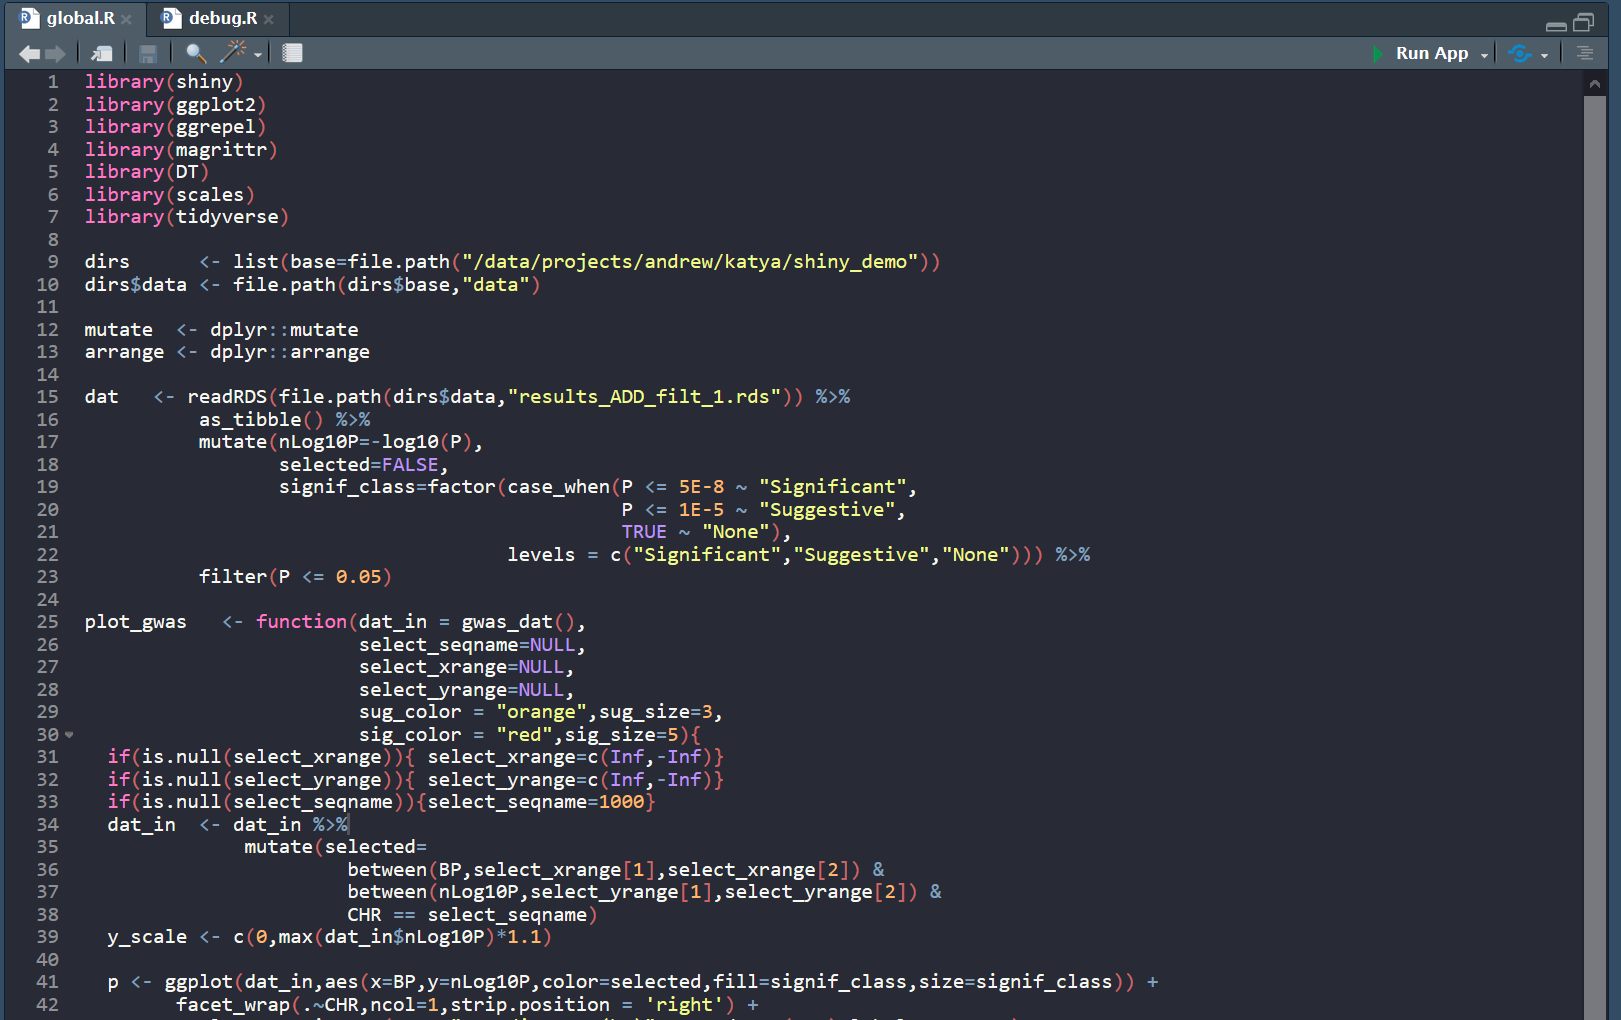 global.R
debug.R
Run App
1 library(shiny)
2 library(ggplot2)
3 library(ggrepel)
4 library(magrittr)
5 library(DT)
6 library(scales)
7 library(tidyverse)
8
9 dirs      <- list(base=file.path("/data/projects/andrew/katya/shiny_demo"))
10 dirs$data <- file.path(dirs$base,"data")
11
12 mutate  <- dplyr::mutate
13 arrange <- dplyr::arrange
14
15 dat   <- readRDS(file.path(dirs$data,"results_ADD_filt_1.rds")) %>%
16           as_tibble() %>%
17           mutate(nLog10P=-log10(P),
18                  selected=FALSE,
19                  signif_class=factor(case_when(P <= 5E-8 ~ "Significant",
20                                                P <= 1E-5 ~ "Suggestive",
21                                                TRUE ~ "None"),
22                                      levels = c("Significant","Suggestive","None"))) %>%
23           filter(P <= 0.05)
24
25 plot_gwas   <- function(dat_in = gwas_dat(),
26                         select_seqname=NULL,
27                         select_xrange=NULL,
28                         select_yrange=NULL,
29                         sug_color = "orange",sug_size=3,
30                         sig_color = "red",sig_size=5){
31   if(is.null(select_xrange)){ select_xrange=c(Inf,-Inf)}
32   if(is.null(select_yrange)){ select_yrange=c(Inf,-Inf)}
33   if(is.null(select_seqname)){select_seqname=1000}
34   dat_in  <- dat_in %>%
35               mutate(selected=
36                        between(BP,select_xrange[1],select_xrange[2]) &
37                        between(nLog10P,select_yrange[1],select_yrange[2]) &
38                        CHR == select_seqname)
39   y_scale <- c(0,max(dat_in$nLog10P)*1.1)
40
41   p <- ggplot(dat_in,aes(x=BP,y=nLog10P,color=selected,fill=signif_class,size=signif_class)) +
42         facet_wrap(.~CHR,ncol=1,strip.position = 'right') +